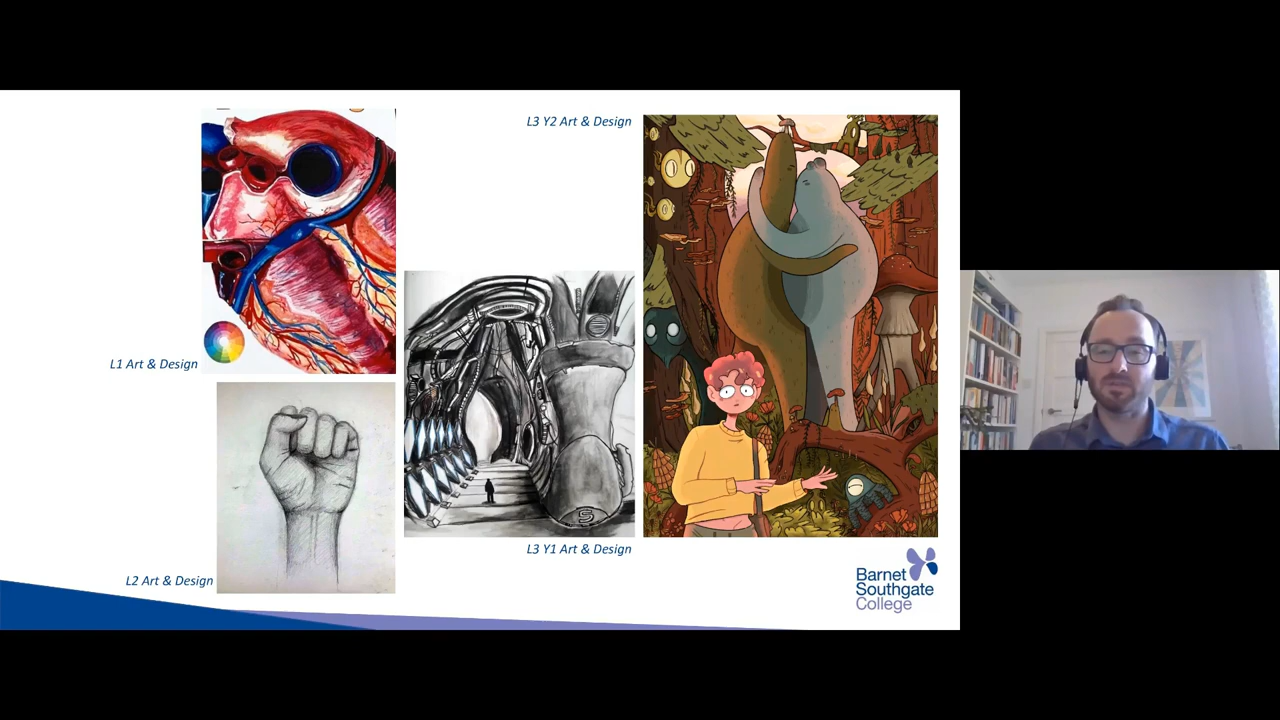 L3 Y2 Art & Design
L1 Art & Design
L3 Y1 Art & Design
L2 Art & Design
Barnet
Southgate
College
S